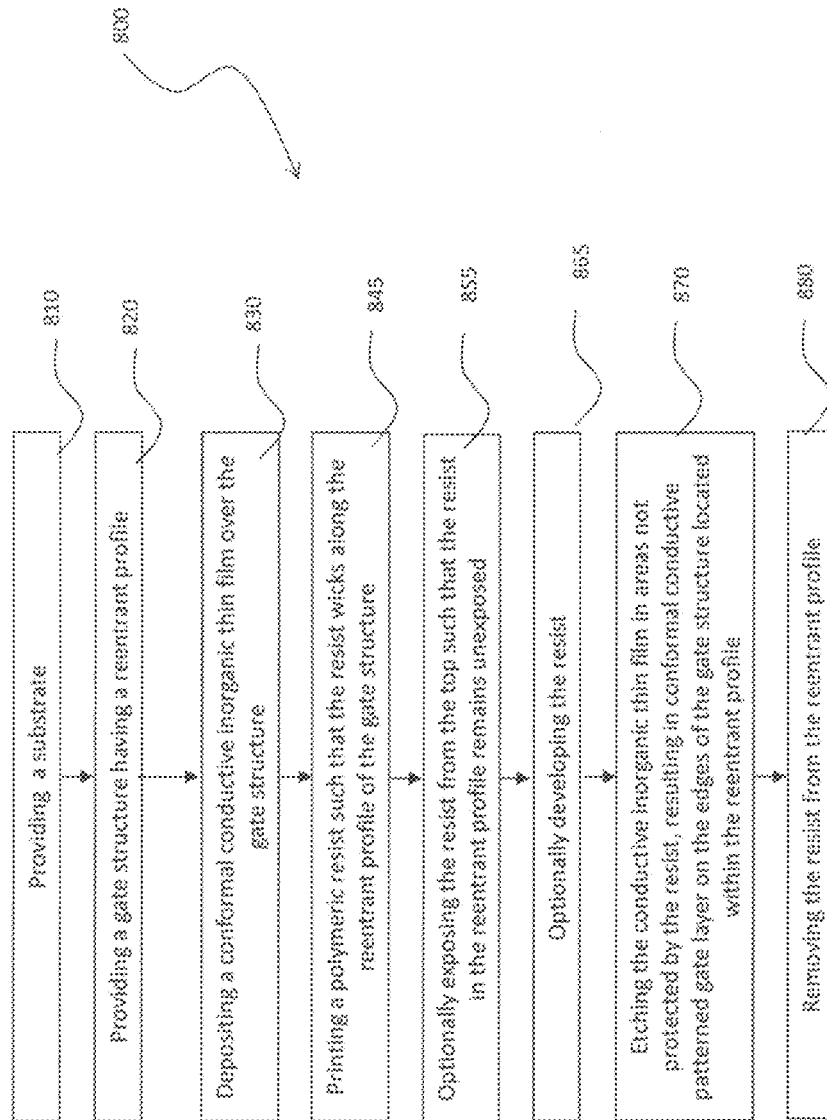 800
Providing a substrate
810
Providing a gate structure having a reentrant profile
820
Depositing a conformal conductive inorganic thin film over the
gate structure
830
Printing a polymeric resist such that the resist wicks along the
reentrant profile of the gate structure
845
Optionally exposing the resist from the top such that the resist
in the reentrant profile remains unexposed
855
Optionally developing the resist
865
Etching the conductive inorganic thin film in areas not
protected by the resist, resulting in conformal conductive
patterned gate layer on the edges of the gate structure located
within the reentrant profile
870
Removing the resist from the reentrant profile
880